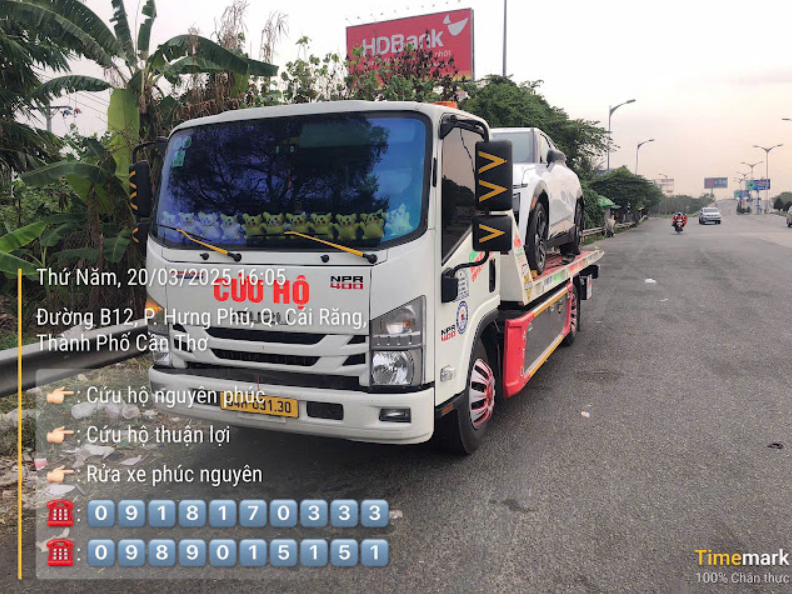 HDBank
Thứ Năm, 20/03/2025 16:05
CỨU HỘ
NPR
400
Đường B12, P. Hưng Phú, Q. Cái Răng,
Thành Phố Cần Thơ
NPR
400
👉🏻: Cứu hộ nguyên phúc
👉🏻: Cứu hộ thuận lợi
👉🏻: Rửa xe phúc nguyên
☎️: 0918170333
☎️: 0989015151
Timemark
100% Chân thực